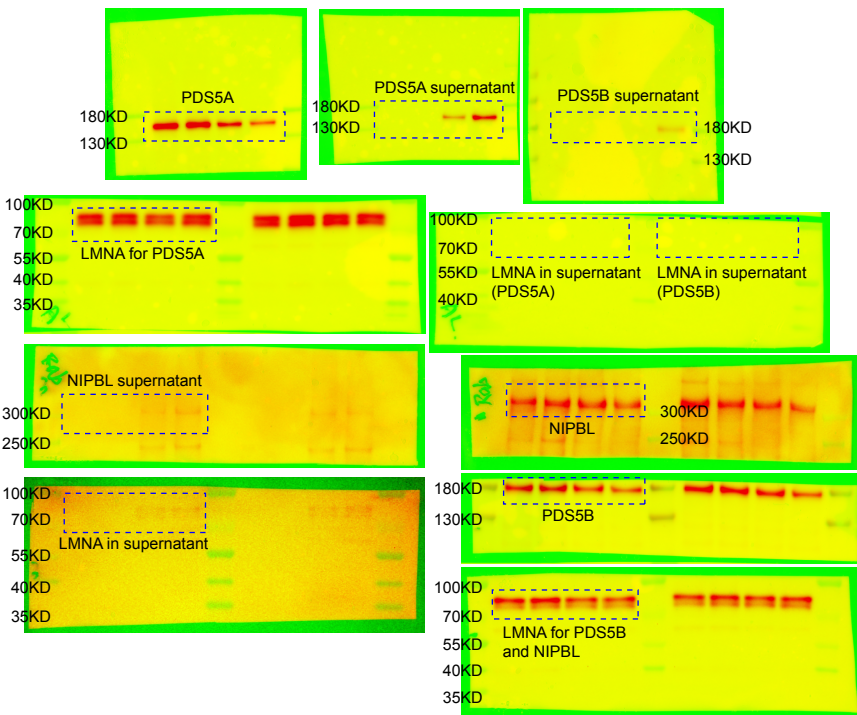 PDS5A
180KD
130KD
PDS5A supernatant
180KD
130KD
PDS5B supernatant
180KD
130KD
100KD
70KD
LMNA for PDS5A
55KD
40KD
35KD
100KD
70KD
LMNA in supernatant
(PDS5A)
LMNA in supernatant
(PDS5B)
55KD
40KD
NIPBL supernatant
300KD
250KD
300KD
NIPBL
250KD
100KD
70KD
LMNA in supernatant
55KD
40KD
35KD
180KD
PDS5B
130KD
100KD
70KD
LMNA for PDS5B
and NIPBL
55KD
40KD
35KD